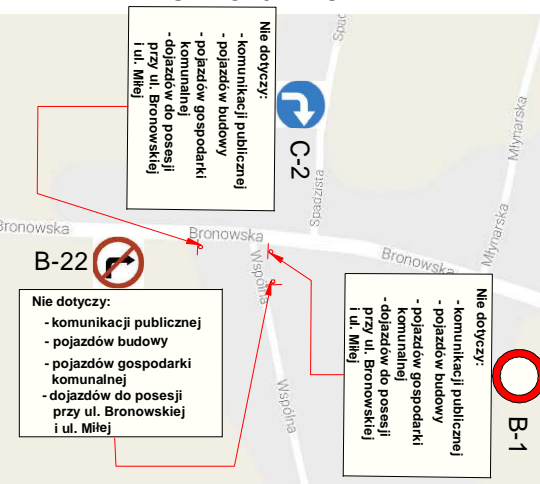 Nie dotyczy:
- komunikacji publicznej
- pojazdów budowy
- pojazdów gospodarki
komunalnej
- dojazdów do posesji
przy ul. Bronowskiej
i ul. Miłej
C-2
Spadzista
Młynarska
Młynarska
Bronowska
Bronowska
Bronowska
Wspólna
Wspólna
B-22
Nie dotyczy:
- komunikacji publicznej
- pojazdów budowy
- pojazdów gospodarki
komunalnej
- dojazdów do posesji
przy ul. Bronowskiej
i ul. Miłej
Nie dotyczy:
- komunikacji publicznej
- pojazdów budowy
- pojazdów gospodarki
komunalnej
- dojazdów do posesji
przy ul. Bronowskiej
i ul. Miłej
B-1